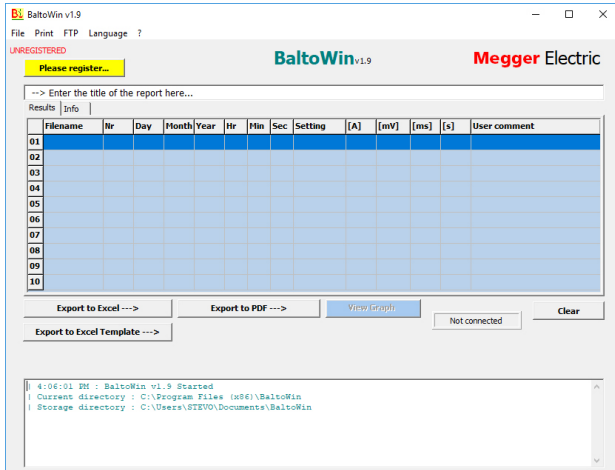 BaltoWin v1.9
File Print FTP Language ?
UNREGISTERED
Please register...
BaltoWin v1.9
Megger Electric
--> Enter the title of the report here...
Results Info
Filename Nr Day Month Year Hr Min Sec Setting [A] [mV] [ms] [s] User comment
01
02
03
04
05
06
07
08
09
10
Export to Excel ---> Export to PDF ---> View Graph Clear
Not connected
Export to Excel Template --->
| 4:06:01 PM : BaltoWin v1.9 Started
| Current directory : C:\Program Files (x86)\BaltoWin
| Storage directory : C:\Users\STEVO\Documents\BaltoWin